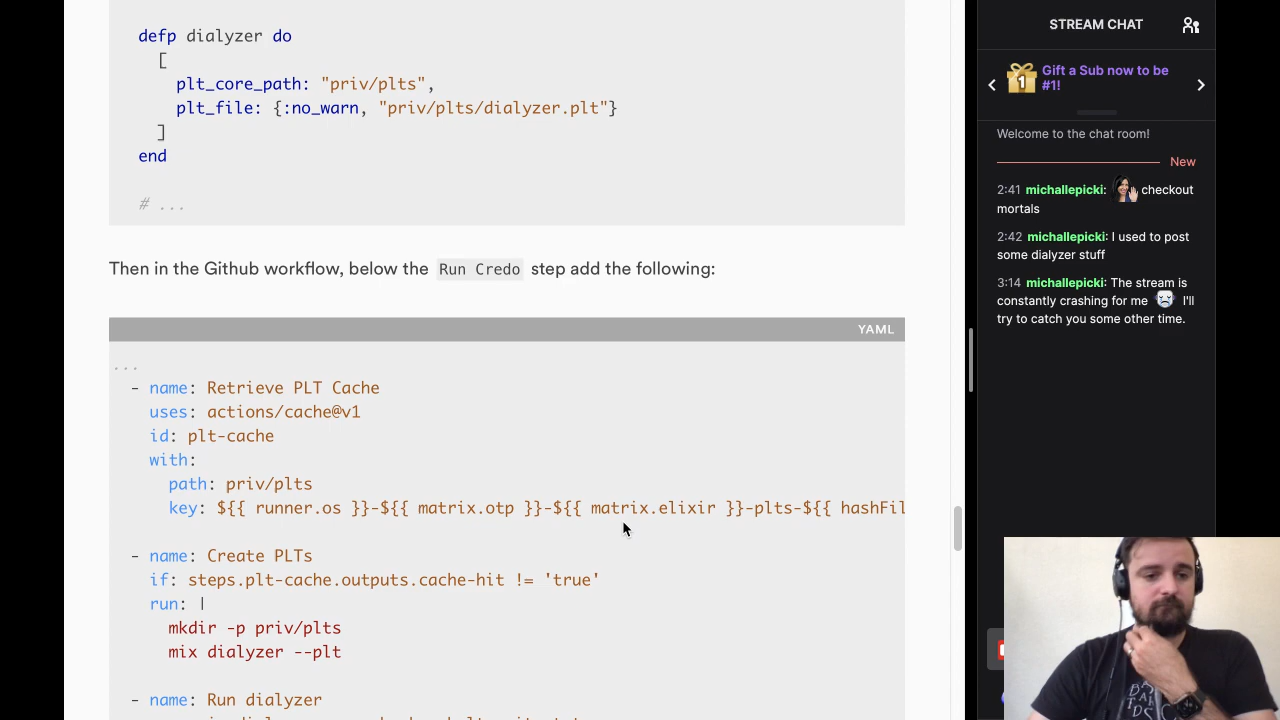 defp dialyzer do
[
plt_core_path: "priv/plts",
plt_file: {:no_warn, "priv/plts/dialyzer.plt"}
]
end
# ...
Then in the Github workflow, below the Run Credo step add the following:
YAML
...
- name: Retrieve PLT Cache
uses: actions/cache@v1
id: plt-cache
with:
path: priv/plts
key: ${{ runner.os }}-${{ matrix.otp }}-${{ matrix.elixir }}-plts-${{ hashFil
- name: Create PLTs
if: steps.plt-cache.outputs.cache-hit != 'true'
run: |
mkdir -p priv/plts
mix dialyzer --plt
- name: Run dialyzer
STREAM CHAT
1
Gift a Sub now to be
#1!
Welcome to the chat room!
New
2:41 michallepicki: checkout
mortals
2:42 michallepicki: I used to post
some dialyzer stuff
3:14 michallepicki: The stream is
constantly crashing for me I'll
try to catch you some other time.